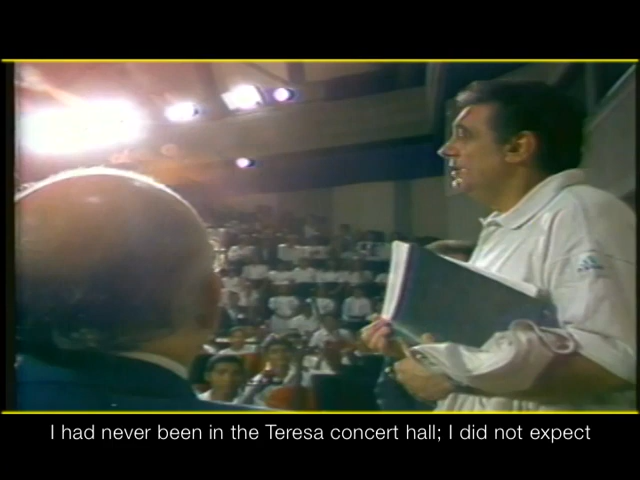 I had never been in the Teresa concert hall; I did not expect